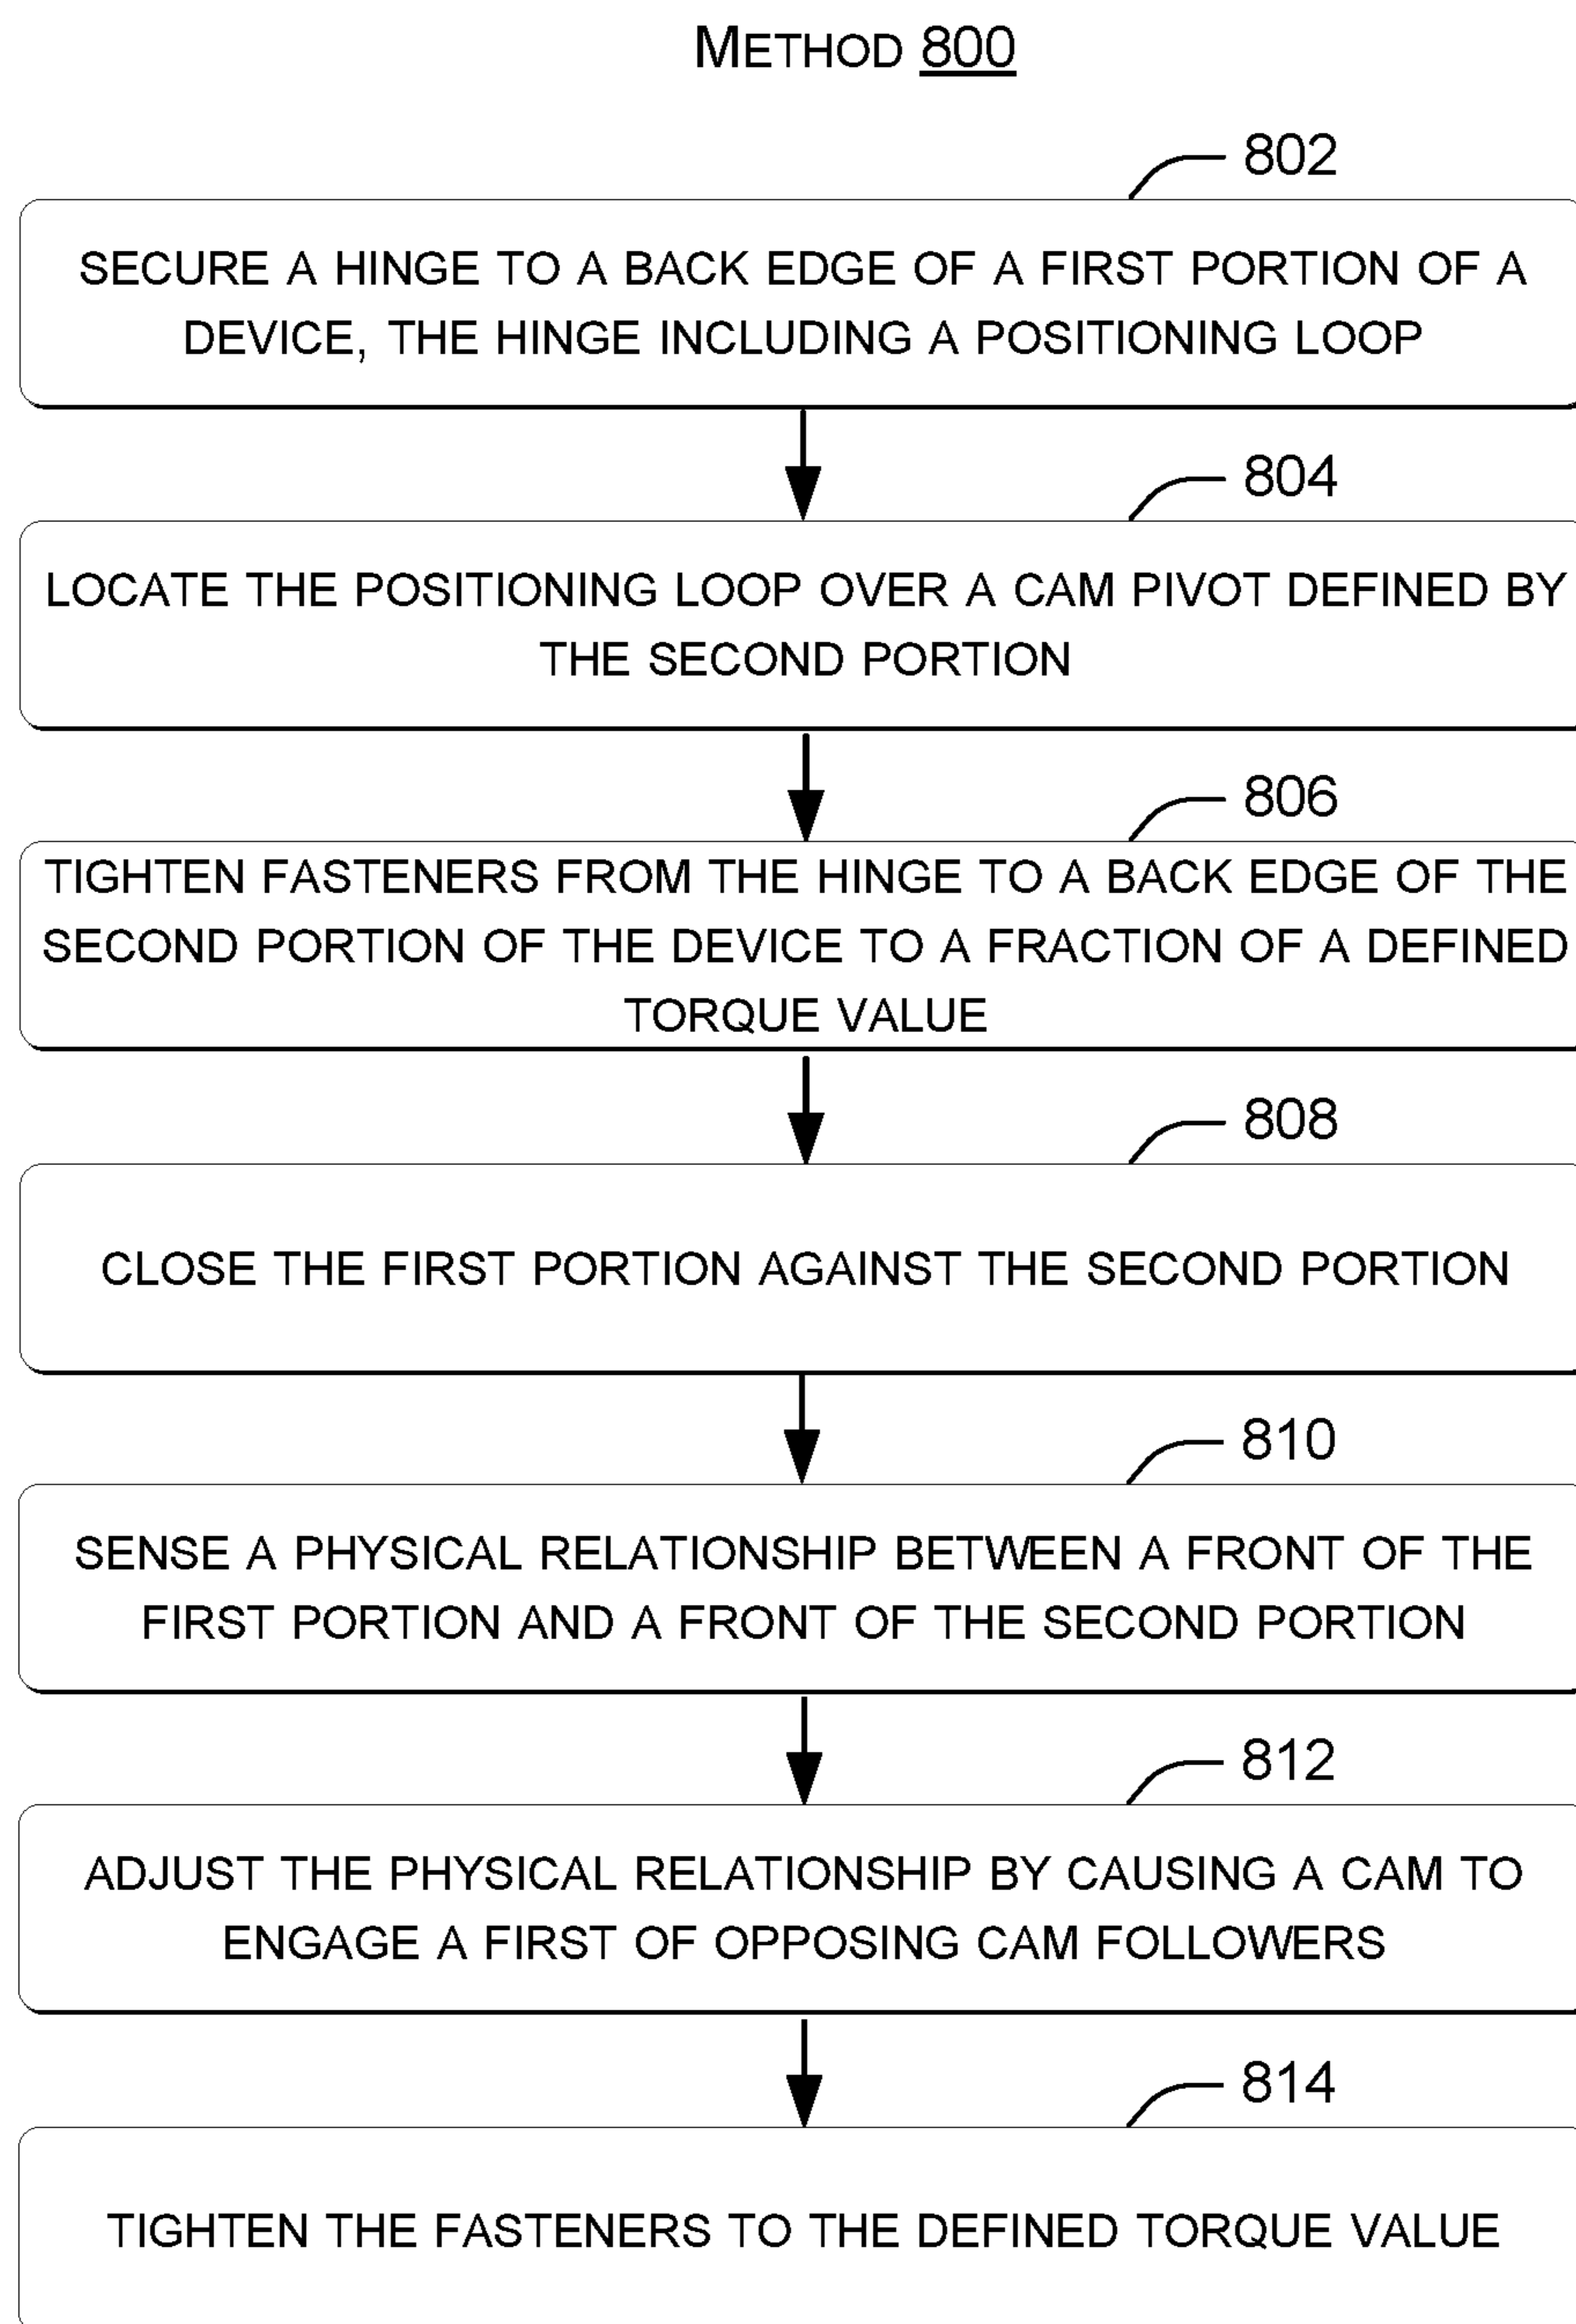 METHOD 800
802
SECURE A HINGE TO A BACK EDGE OF A FIRST PORTION OF A
DEVICE, THE HINGE INCLUDING A POSITIONING LOOP
804
LOCATE THE POSITIONING LOOP OVER A CAM PIVOT DEFINED BY
THE SECOND PORTION
806
TIGHTEN FASTENERS FROM THE HINGE TO A BACK EDGE OF THE
SECOND PORTION OF THE DEVICE TO A FRACTION OF A DEFINED
TORQUE VALUE
808
CLOSE THE FIRST PORTION AGAINST THE SECOND PORTION
810
SENSE A PHYSICAL RELATIONSHIP BETWEEN A FRONT OF THE
FIRST PORTION AND A FRONT OF THE SECOND PORTION
812
ADJUST THE PHYSICAL RELATIONSHIP BY CAUSING A CAM TO
ENGAGE A FIRST OF OPPOSING CAM FOLLOWERS
814
TIGHTEN THE FASTENERS TO THE DEFINED TORQUE VALUE